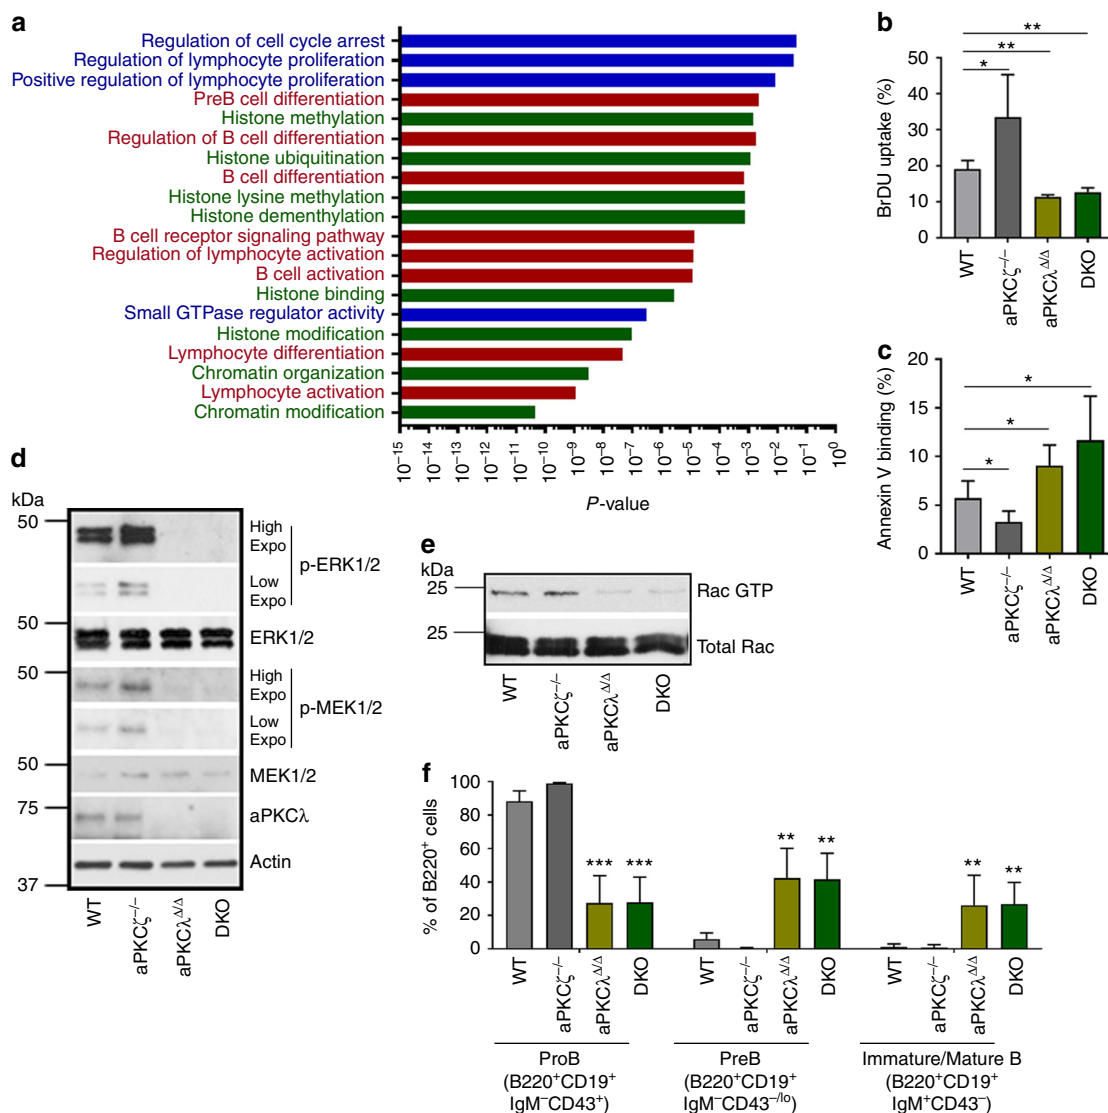 a
Regulation of cell cycle arrest
Regulation of lymphocyte proliferation
Positive regulation of lymphocyte proliferation
PreB cell differentiation
Histone methylation
Regulation of B cell differentiation
Histone ubiquitination
B cell differentiation
Histone lysine methylation
Histone dementhylation
B cell receptor signaling pathway
Regulation of lymphocyte activation
B cell activation
Histone binding
Small GTPase regulator activity
Histone modification
Lymphocyte differentiation
Chromatin organization
Lymphocyte activation
Chromatin modification
10⁻¹⁵ 10⁻¹⁴ 10⁻¹³ 10⁻¹² 10⁻¹¹ 10⁻¹⁰ 10⁻⁹ 10⁻⁸ 10⁻⁷ 10⁻⁶ 10⁻⁵ 10⁻⁴ 10⁻³ 10⁻² 10⁻¹ 10⁰
P-value
b
**
**
*
BrDU uptake (%)
50
40
30
20
10
0
WT aPKCζ⁻/⁻ aPKCλᐃ/ᐃ DKO
c
*
*
*
Annexin V binding (%)
20
15
10
5
0
WT aPKCζ⁻/⁻ aPKCλᐃ/ᐃ DKO
d
kDa
50
High
Expo
p-ERK1/2
Low
Expo
50
ERK1/2
50
High
Expo
p-MEK1/2
Low
Expo
50
MEK1/2
75
aPKCλ
Actin
37
WT aPKCζ⁻/⁻ aPKCλᐃ/ᐃ DKO
e
kDa
25
Rac GTP
25
Total Rac
WT aPKCζ⁻/⁻ aPKCλᐃ/ᐃ DKO
f
% of B220⁺ cells
100
80
60
40
20
0
*** *** ** ** ** **
WT aPKCζ⁻/⁻ aPKCλᐃ/ᐃ DKO WT aPKCζ⁻/⁻ aPKCλᐃ/ᐃ DKO WT aPKCζ⁻/⁻ aPKCλᐃ/ᐃ DKO
ProB
(B220⁺CD19⁺
IgM⁻CD43⁺)
PreB
(B220⁺CD19⁺
IgM⁻CD43⁻/ˡᵒ)
Immature/Mature B
(B220⁺CD19⁺
IgM⁺CD43⁻)